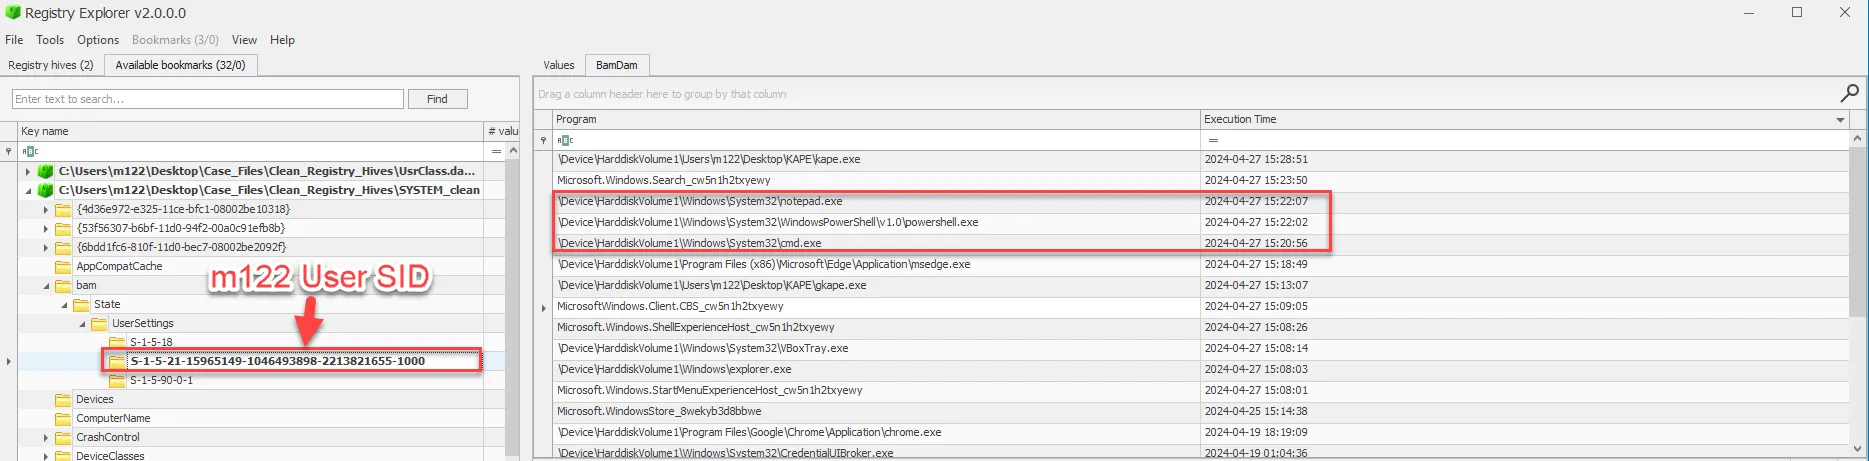 Registry Explorer v2.0.0.0
File Tools Options Bookmarks (3/0) View Help
Registry hives (2) Available bookmarks (32/0)
Enter text to search... Find
Key name # valu
ABC =
C:\Users\m122\Desktop\Case_Files\Clean_Registry_Hives\UsrClass.da...
C:\Users\m122\Desktop\Case_Files\Clean_Registry_Hives\SYSTEM_clean
{4d36e972-e325-11ce-bfc1-08002be10318}
{53f56307-b6bf-11d0-94f2-00a0c91efb8b}
{6bdd1fc6-810f-11d0-bec7-08002be2092f}
AppCompatCache
bam
State
UserSettings
S-1-5-18
S-1-5-21-15965149-1046493898-2213821655-1000
S-1-5-90-0-1
Devices
ComputerName
CrashControl
DeviceClasses
m122 User SID
Values BamDam
Drag a column header here to group by that column
Program Execution Time
ABC =
\Device\HarddiskVolume1\Users\m122\Desktop\KAPE\kape.exe 2024-04-27 15:28:51
Microsoft.Windows.Search_cw5n1h2txyewy 2024-04-27 15:23:50
\Device\HarddiskVolume1\Windows\System32\notepad.exe 2024-04-27 15:22:07
\Device\HarddiskVolume1\Windows\System32\WindowsPowerShell\v1.0\powershell.exe 2024-04-27 15:22:02
\Device\HarddiskVolume1\Windows\System32\cmd.exe 2024-04-27 15:20:56
\Device\HarddiskVolume1\Program Files (x86)\Microsoft\Edge\Application\msedge.exe 2024-04-27 15:18:49
\Device\HarddiskVolume1\Users\m122\Desktop\KAPE\gkape.exe 2024-04-27 15:13:07
MicrosoftWindows.Client.CBS_cw5n1h2txyewy 2024-04-27 15:09:05
Microsoft.Windows.ShellExperienceHost_cw5n1h2txyewy 2024-04-27 15:08:26
\Device\HarddiskVolume1\Windows\System32\VBoxTray.exe 2024-04-27 15:08:14
\Device\HarddiskVolume1\Windows\explorer.exe 2024-04-27 15:08:03
Microsoft.Windows.StartMenuExperienceHost_cw5n1h2txyewy 2024-04-27 15:08:01
Microsoft.WindowsStore_8wekyb3d8bbwe 2024-04-25 15:14:38
\Device\HarddiskVolume1\Program Files\Google\Chrome\Application\chrome.exe 2024-04-19 18:19:09
\Device\HarddiskVolume1\Windows\System32\CredentialUIBroker.exe 2024-04-19 01:04:36